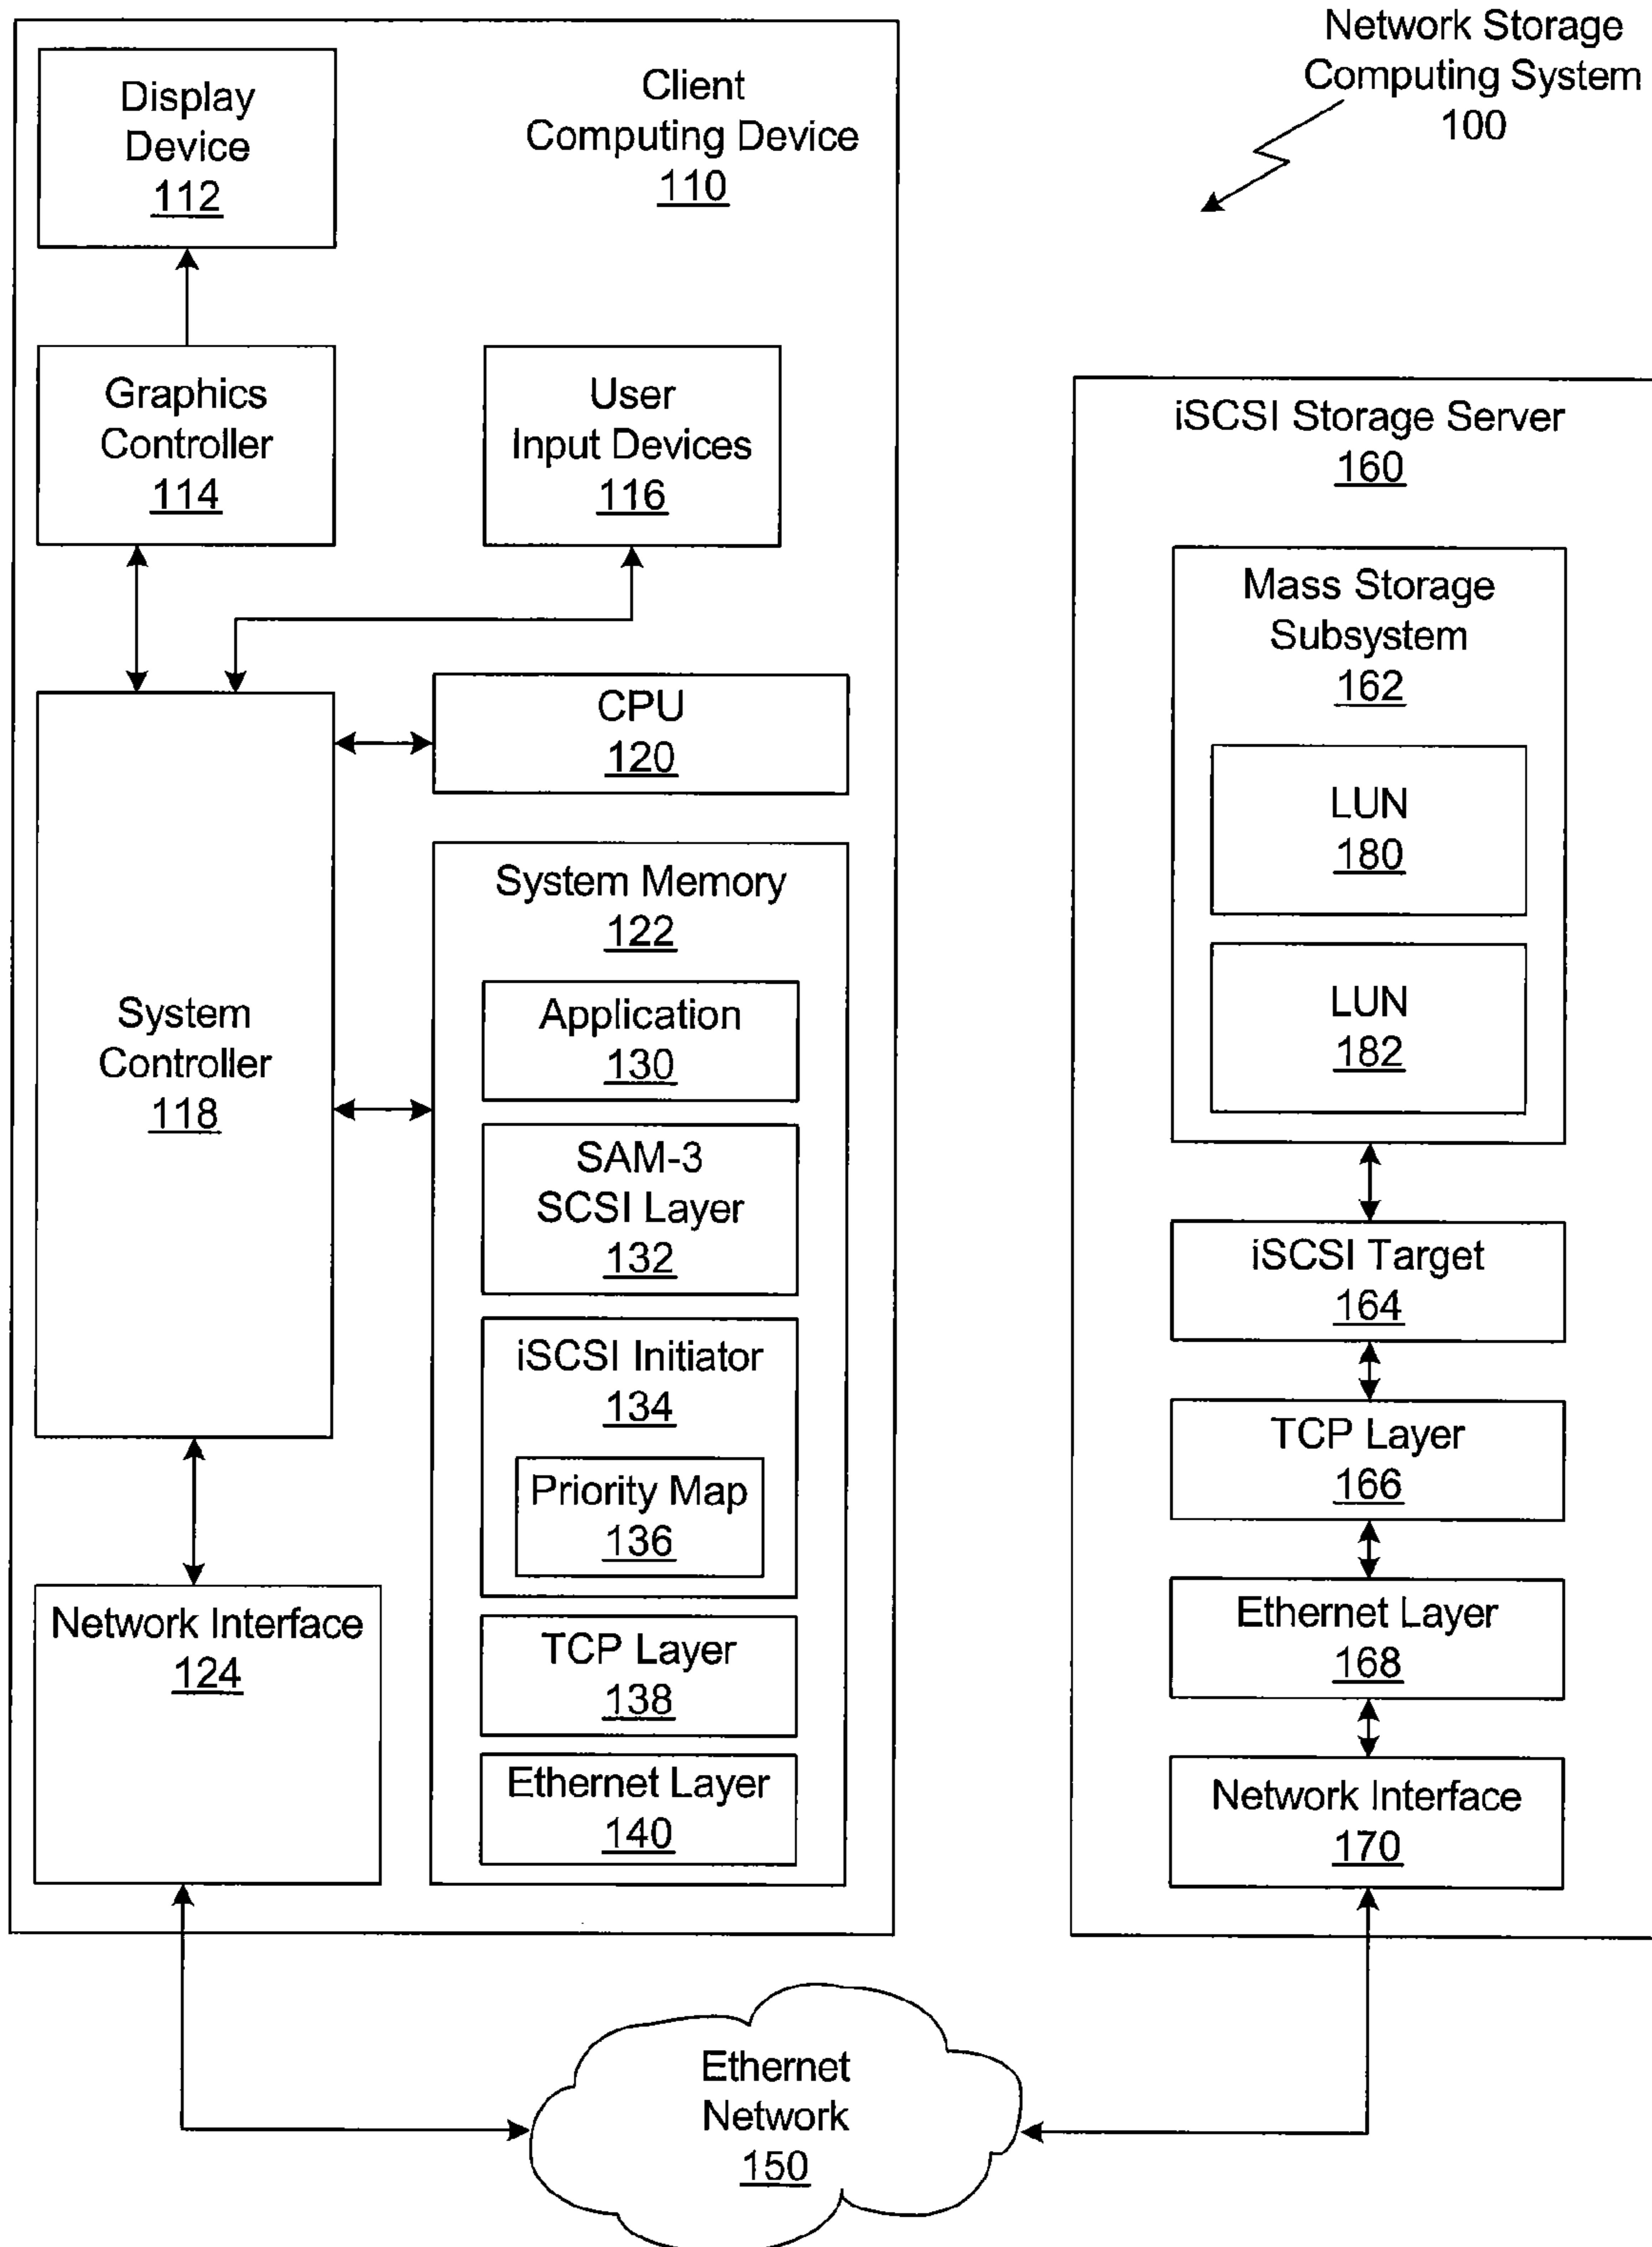 Network Storage
Computing System
100
Client
Computing Device
110
Display
Device
112
Graphics
Controller
114
User
Input Devices
116
System
Controller
118
CPU
120
System Memory
122
Application
130
SAM-3
SCSI Layer
132
iSCSI Initiator
134
Priority Map
136
TCP Layer
138
Ethernet Layer
140
Network Interface
124
iSCSI Storage Server
160
Mass Storage
Subsystem
162
LUN
180
LUN
182
iSCSI Target
164
TCP Layer
166
Ethernet Layer
168
Network Interface
170
Ethernet
Network
150